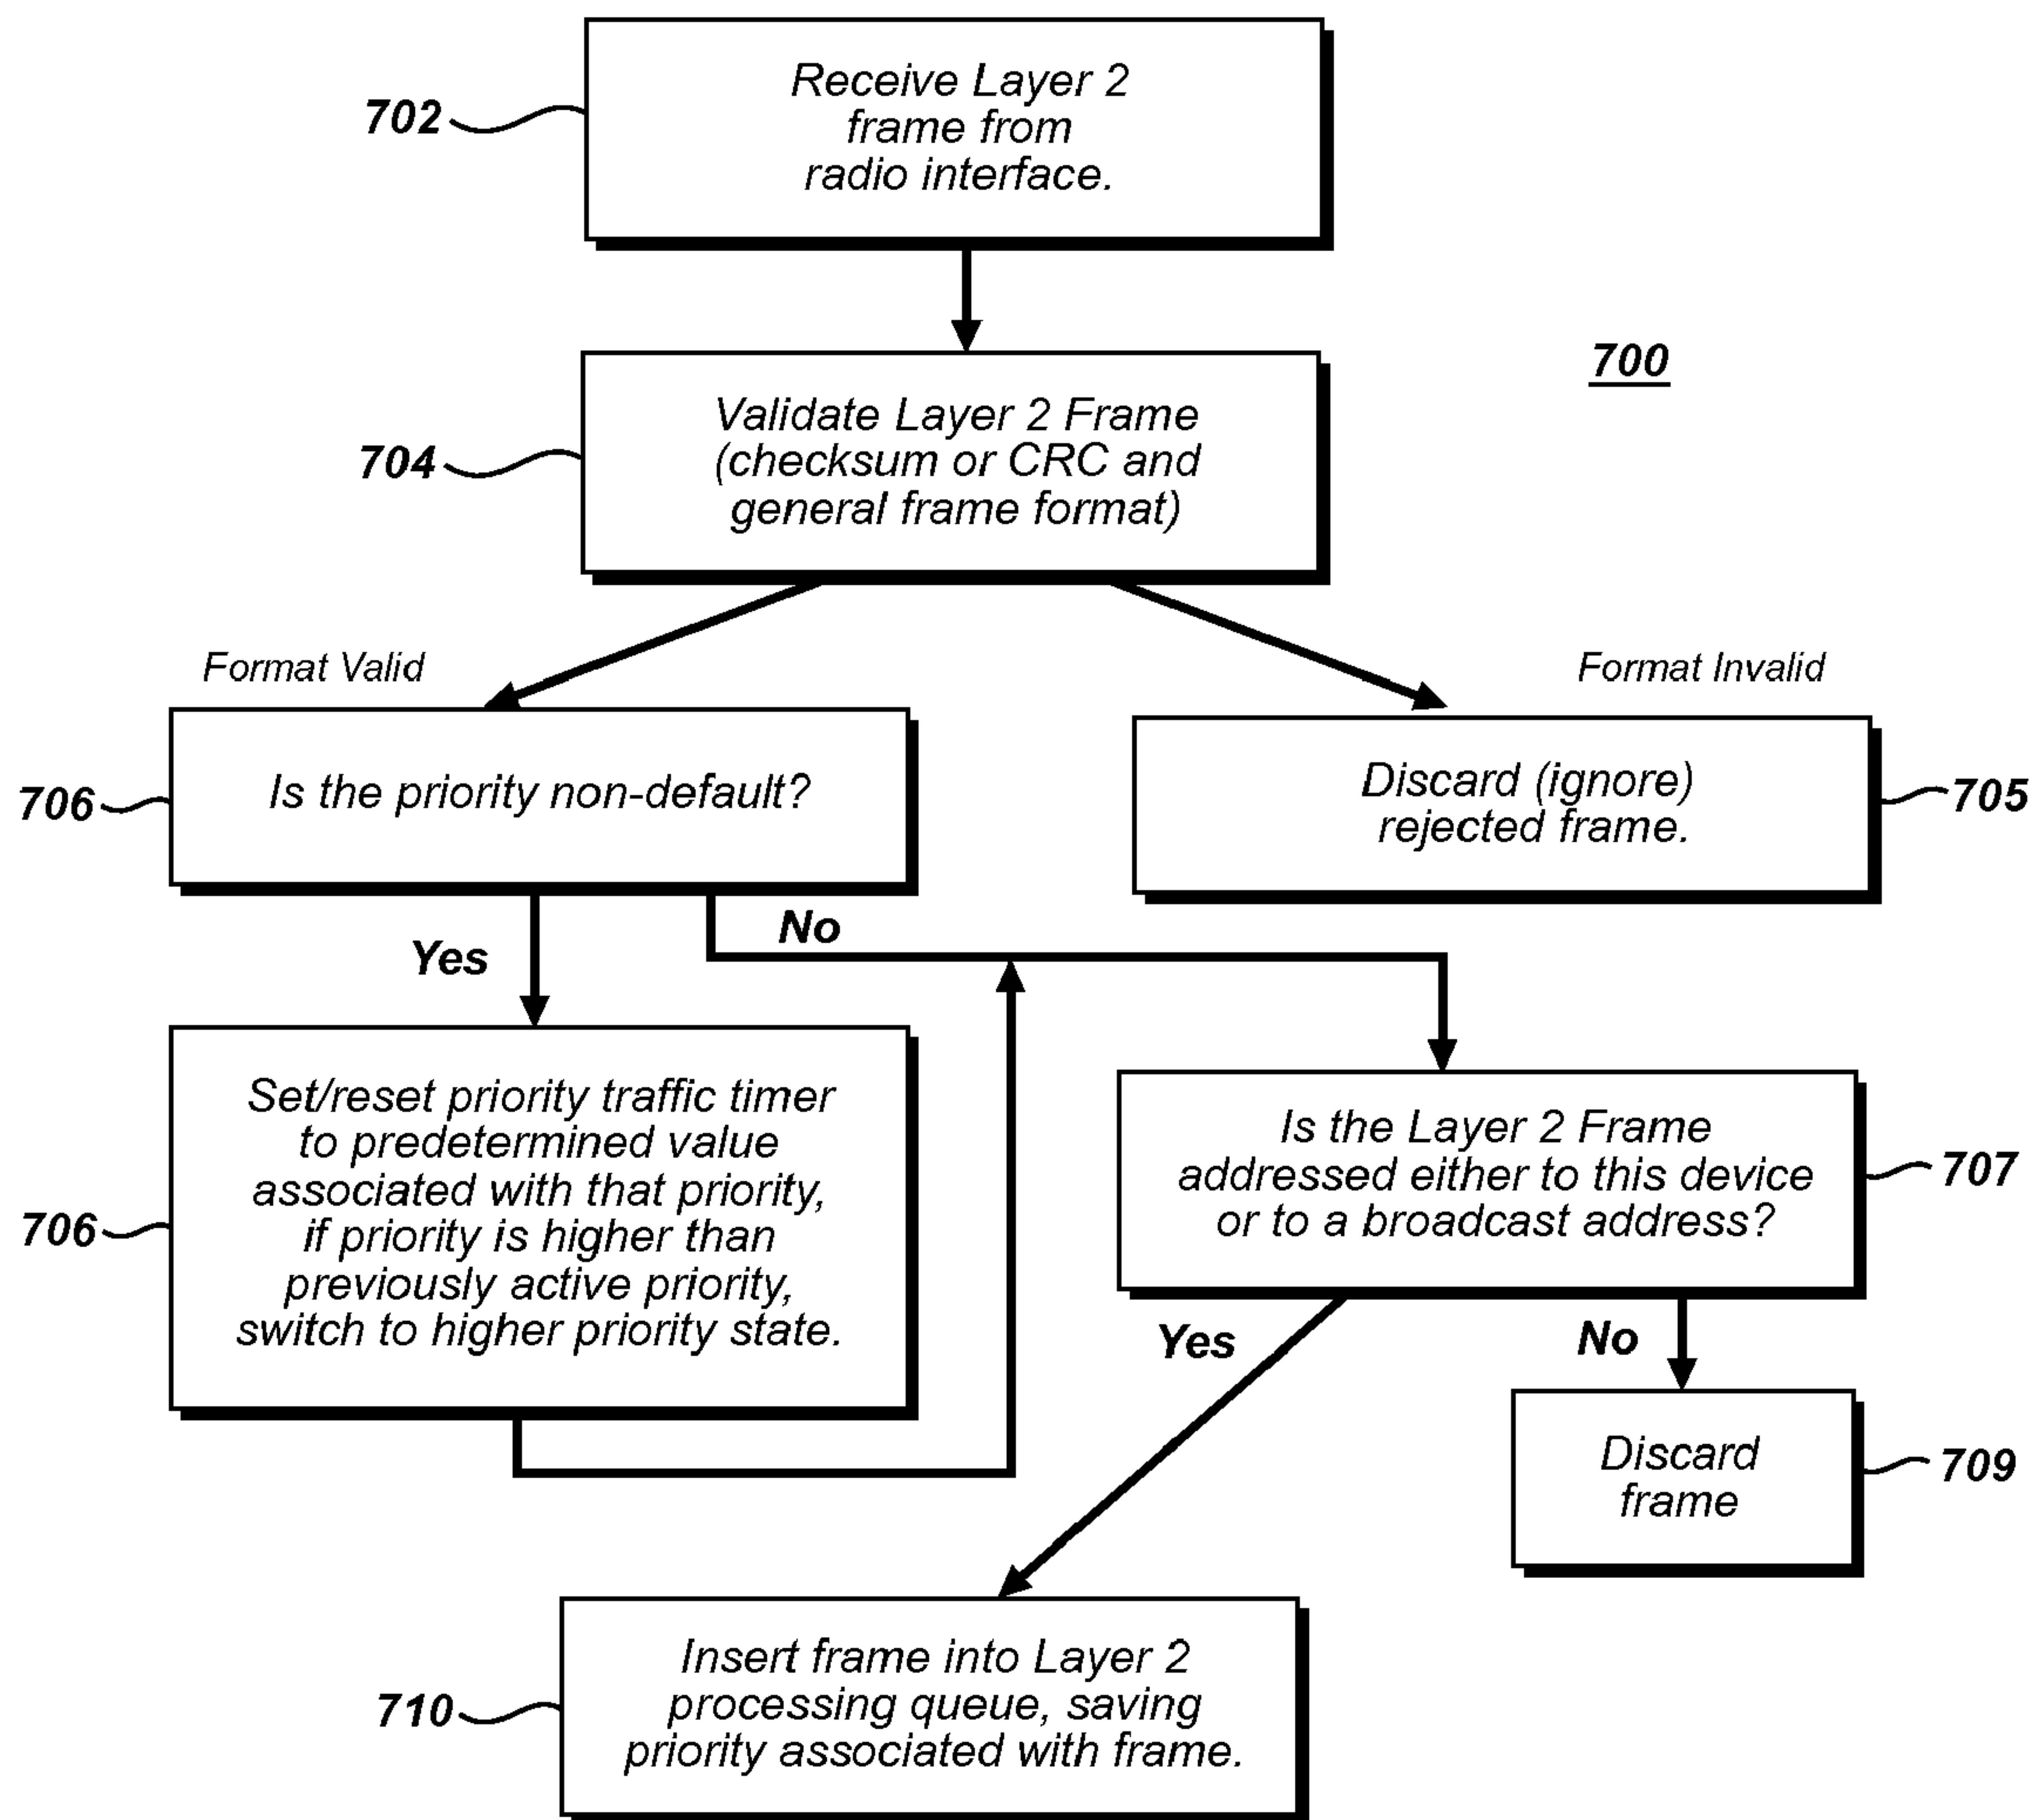 Receive Layer 2
frame from
radio interface.
702
700
Validate Layer 2 Frame
(checksum or CRC and
general frame format)
704
Format Valid
Format Invalid
Is the priority non-default?
706
Discard (ignore)
rejected frame.
705
No
Yes
Set/reset priority traffic timer
to predetermined value
associated with that priority,
if priority is higher than
previously active priority,
switch to higher priority state.
706
Is the Layer 2 Frame
addressed either to this device
or to a broadcast address?
707
Yes
No
Discard
frame
709
Insert frame into Layer 2
processing queue, saving
priority associated with frame.
710